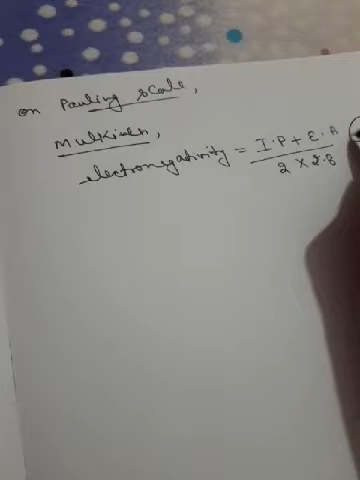 on Pauling scale,
Mulliken,
electronegativity = I.P + E.A / 2 × 2.8